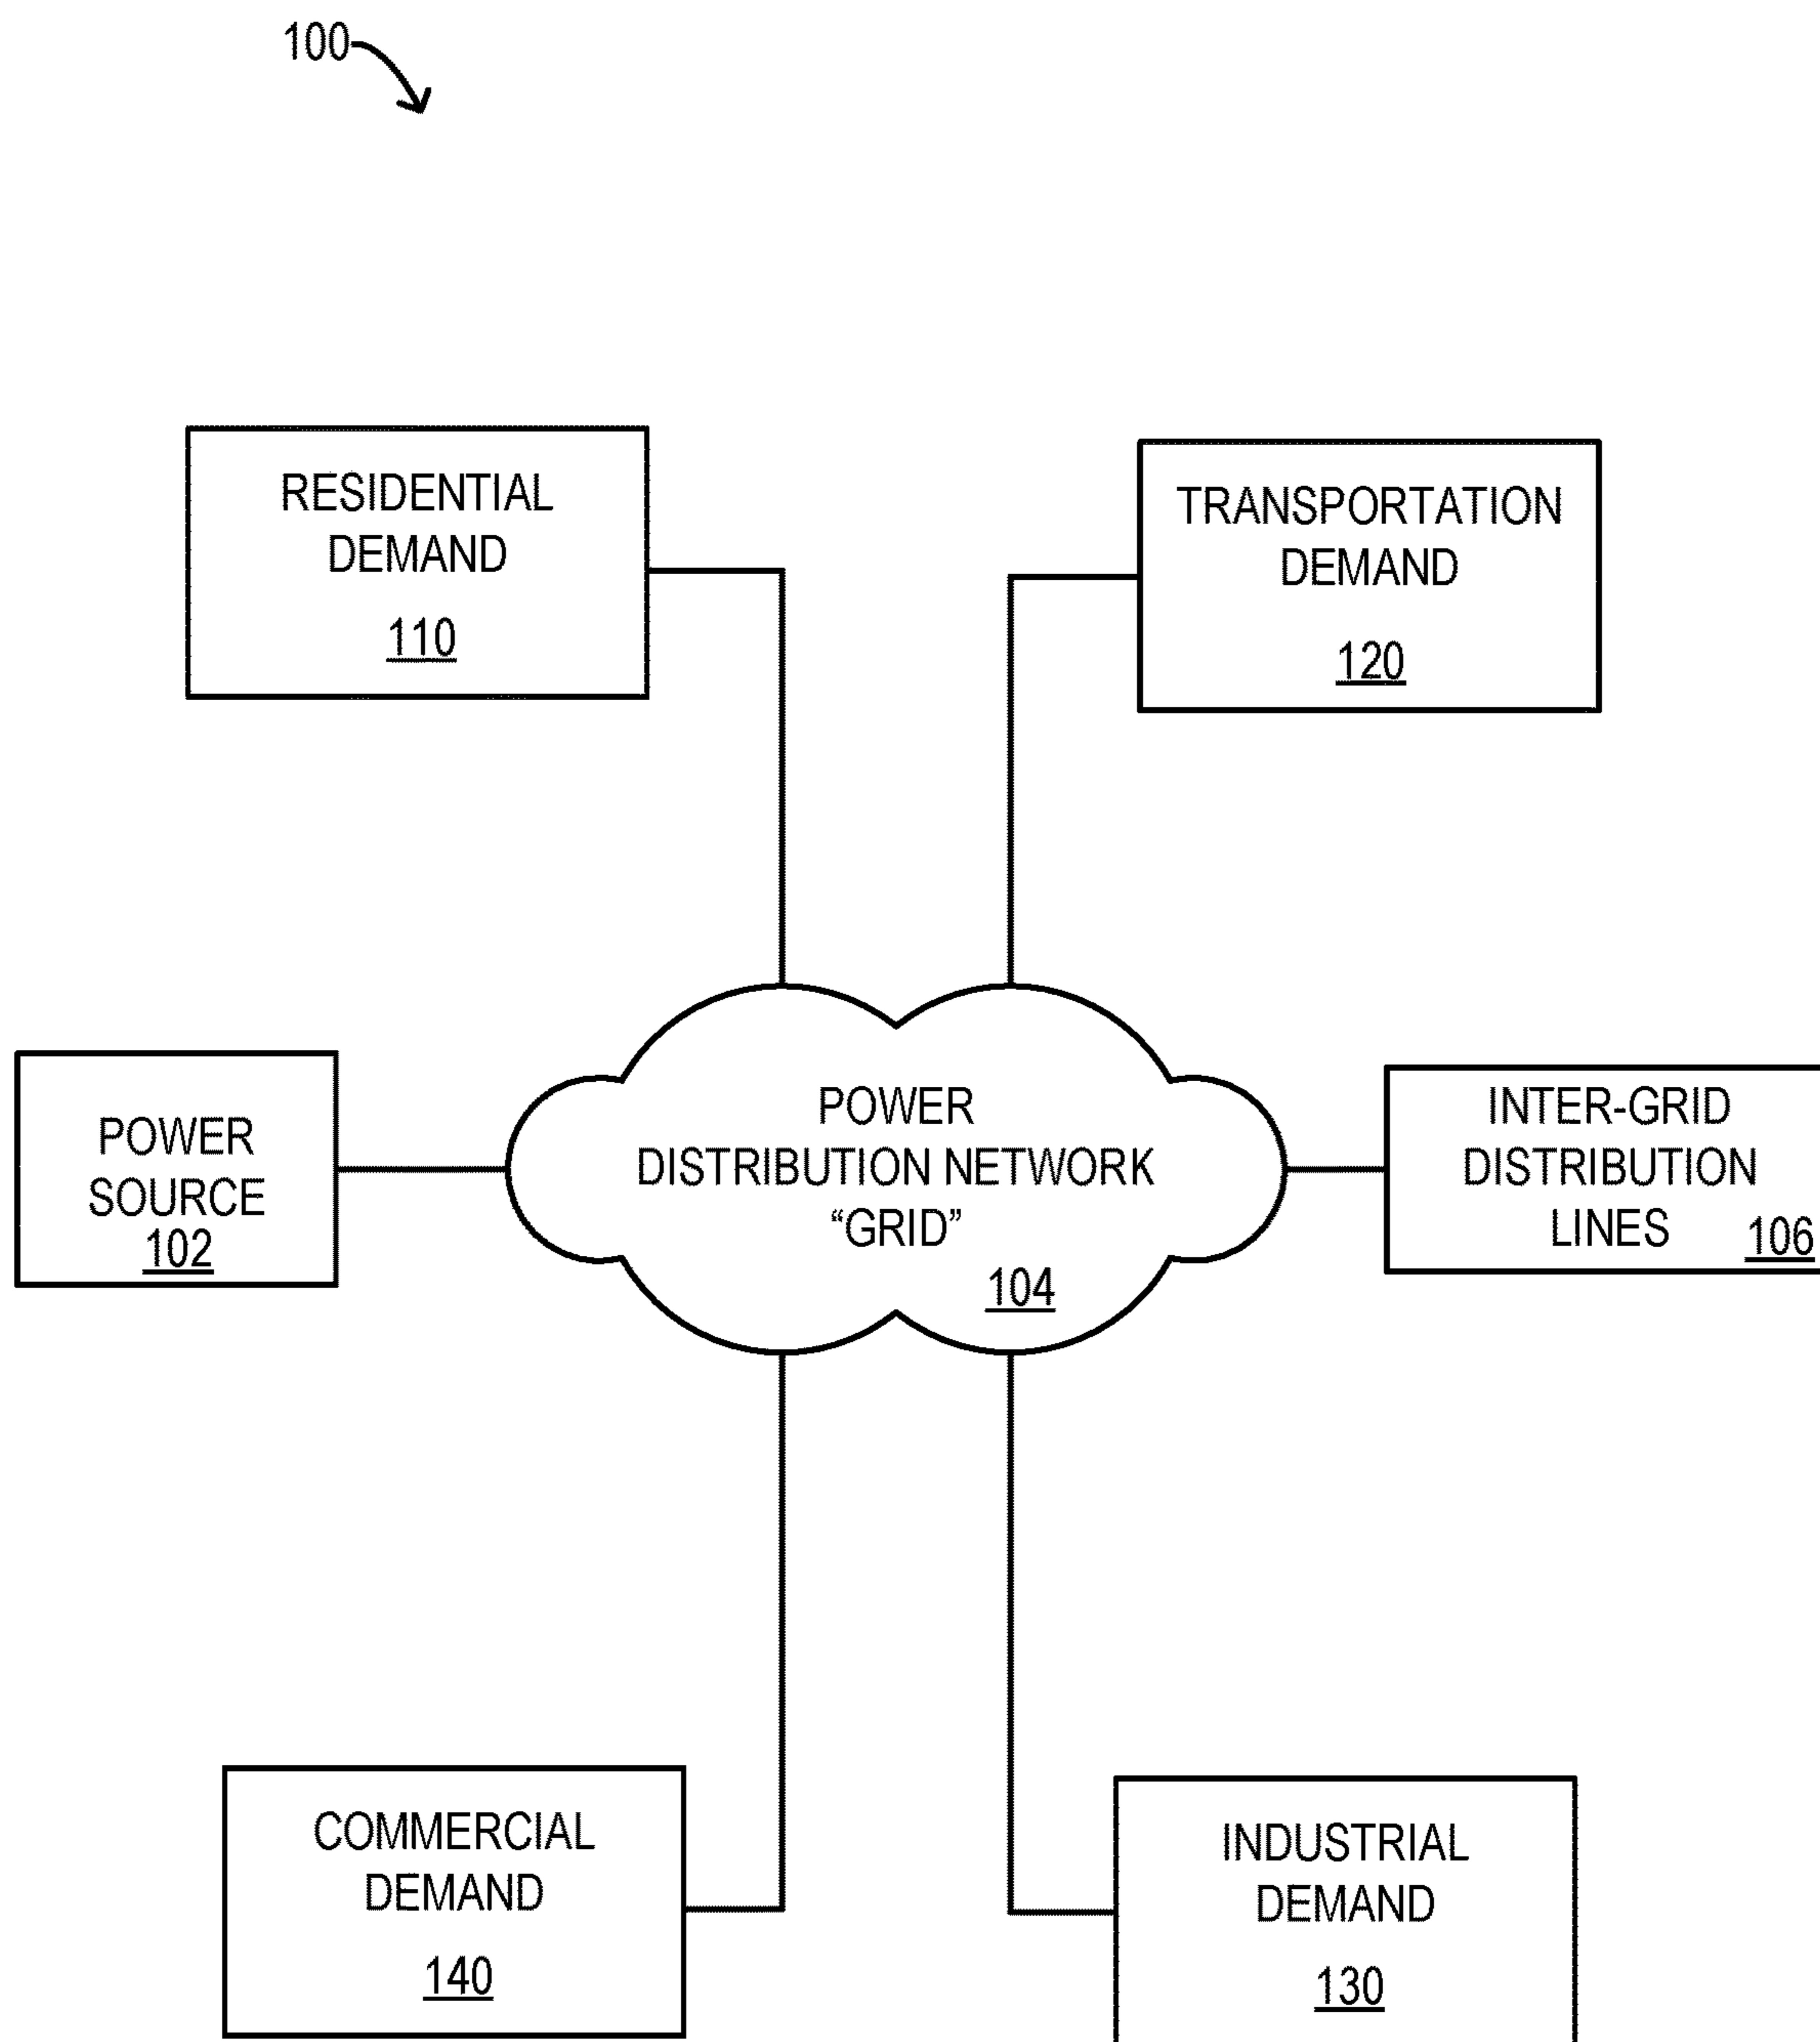 100
RESIDENTIAL
DEMAND
110
TRANSPORTATION
DEMAND
120
POWER
SOURCE
102
POWER
DISTRIBUTION NETWORK
“GRID”
104
INTER-GRID
DISTRIBUTION
LINES
106
COMMERCIAL
DEMAND
140
INDUSTRIAL
DEMAND
130